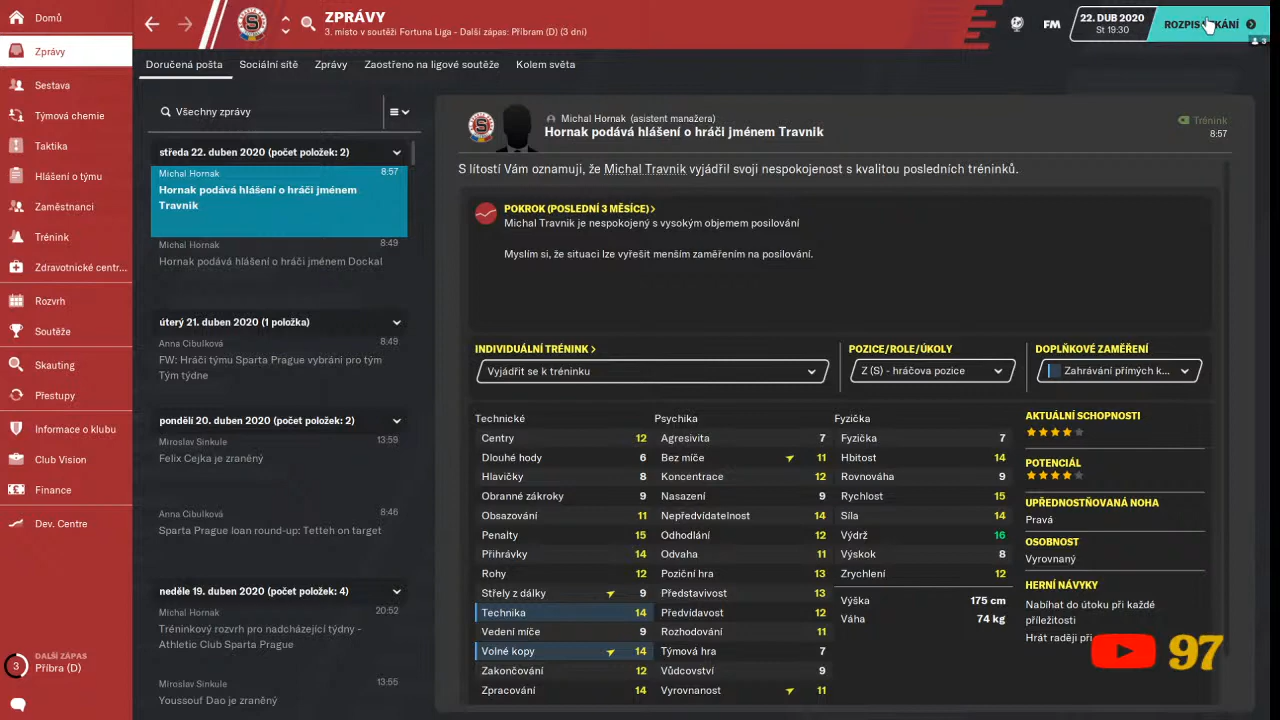 Domů
Zprávy
Sestava
Týmová chemie
Taktika
Hlášení o týmu
Zaměstnanci
Trénink
Zdravotnické centr...
Rozvrh
Soutěže
Skauting
Přestupy
Informace o klubu
Club Vision
Finance
Dev. Centre
3
DALŠÍ ZÁPAS
Příbra (D)
ZPRÁVY
3. místo v soutěži Fortuna Liga - Další zápas: Příbram (D) (3 dní)
FM
22. DUB 2020
St 19:30
3
Doručená pošta
Sociální sítě
Zprávy
Zaostřeno na ligové soutěže
Kolem světa
Všechny zprávy
středa 22. duben 2020 (počet položek: 2)
Michal Hornak 8:57
Hornak podává hlášení o hráči jménem
Travnik
Michal Hornak 8:49
Hornak podává hlášení o hráči jménem Dockal
úterý 21. duben 2020 (1 položka)
Anna Cibulková 8:49
FW: Hráči týmu Sparta Prague vybrání pro tým
Tým týdne
pondělí 20. duben 2020 (počet položek: 2)
Miroslav Sinkule 13:59
Felix Cejka je zraněný
Anna Cibulková 8:46
Sparta Prague loan round-up: Tetteh on target
neděle 19. duben 2020 (počet položek: 4)
Michal Hornak 20:52
Tréninkový rozvrh pro nadcházející týdny -
Athletic Club Sparta Prague
Miroslav Sinkule 13:55
Youssouf Dao je zraněný
Michal Hornak (asistent manažera)
Hornak podává hlášení o hráči jménem Travnik
Trénink
8:57
S lítostí Vám oznamuji, že Michal Travnik vyjádřil svoji nespokojenost s kvalitou posledních tréninků.
POKROK (POSLEDNÍ 3 MĚSÍCE)
Michal Travnik je nespokojený s vysokým objemem posilování
Myslím si, že situaci lze vyřešit menším zaměřením na posilování.
INDIVIDUÁLNÍ TRÉNINK
Vyjádřit se k tréninku
POZICE/ROLE/ÚKOLY
Z (S) - hráčova pozice
DOPLŇKOVÉ ZAMĚŘENÍ
Zahrávání přímých k...
Technické
Centry 12
Dlouhé hody 6
Hlavičky 8
Obranné zákroky 9
Obsazování 11
Penalty 15
Přihrávky 14
Rohy 12
Střely z dálky 9
Technika 14
Vedení míče 9
Volné kopy 14
Zakončování 12
Zpracování 14
Psychika
Agresivita 7
Bez míče 11
Koncentrace 12
Nasazení 9
Nepředvídatelnost 14
Odhodlání 12
Odvaha 11
Poziční hra 13
Představivost 13
Předvídavost 12
Rozhodování 11
Týmová hra 7
Vůdcovství 9
Vyrovnanost 11
Fyzička
Fyzička 7
Hbitost 14
Rovnováha 9
Rychlost 15
Síla 14
Výdrž 16
Výskok 8
Zrychlení 12
Výška 175 cm
Váha 74 kg
AKTUÁLNÍ SCHOPNOSTI
POTENCIÁL
UPŘEDNOSTŇOVANÁ NOHA
Pravá
OSOBNOST
Vyrovnaný
HERNÍ NÁVYKY
Nabíhat do útoku při každé
příležitosti
Hrát raději při
97